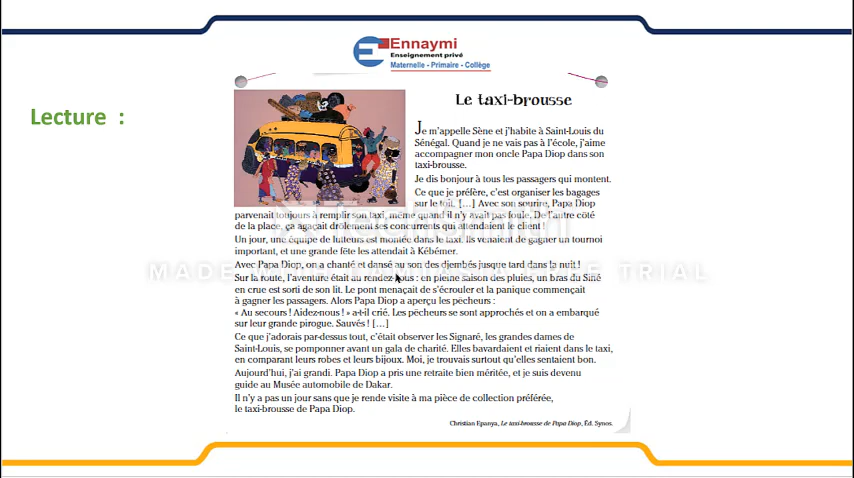 Ennaymi
Enseignement privé
Maternelle - Primaire - Collège
Lecture :
Le taxi-brousse
Je m'appelle Sène et j'habite à Saint-Louis du
Sénégal. Quand je ne vais pas à l'école, j'aime
accompagner mon oncle Papa Diop dans son
taxi-brousse.
Je dis bonjour à tous les passagers qui montent.
Ce que je préfère, c'est organiser les bagages
sur le toit. […] Avec son sourire, Papa Diop
parvenait toujours à remplir son taxi, même quand il n'y avait pas foule. De l'autre côté
de la place, ça agaçait drôlement ses concurrents qui attendaient le client !
Un jour, une équipe de lutteurs est montée dans le taxi. Ils venaient de gagner un tournoi
important, et une grande fête les attendait à Kébémer.
Avec Papa Diop, on a chanté et dansé au son des djembés jusque tard dans la nuit !
Sur la route, l'aventure était au rendez-vous : en pleine saison des pluies, un bras du Siné
en crue est sorti de son lit. Le pont menaçait de s'écrouler et la panique commençait
à gagner les passagers. Alors Papa Diop a aperçu les pêcheurs :
« Au secours ! Aidez-nous ! » a-t-il crié. Les pêcheurs se sont approchés et on a embarqué
sur leur grande pirogue. Sauvés ! […]
Ce que j'adorais par-dessus tout, c'était observer les Signaré, les grandes dames de
Saint-Louis, se pomponner avant un gala de charité. Elles bavardaient et riaient dans le taxi,
en comparant leurs robes et leurs bijoux. Moi, je trouvais surtout qu'elles sentaient bon.
Aujourd'hui, j'ai grandi. Papa Diop a pris une retraite bien méritée, et je suis devenu
guide au Musée automobile de Dakar.
Il n'y a pas un jour sans que je rende visite à ma pièce de collection préférée,
le taxi-brousse de Papa Diop.
Christian Epanya, Le taxi-brousse de Papa Diop, Éd. Syros.